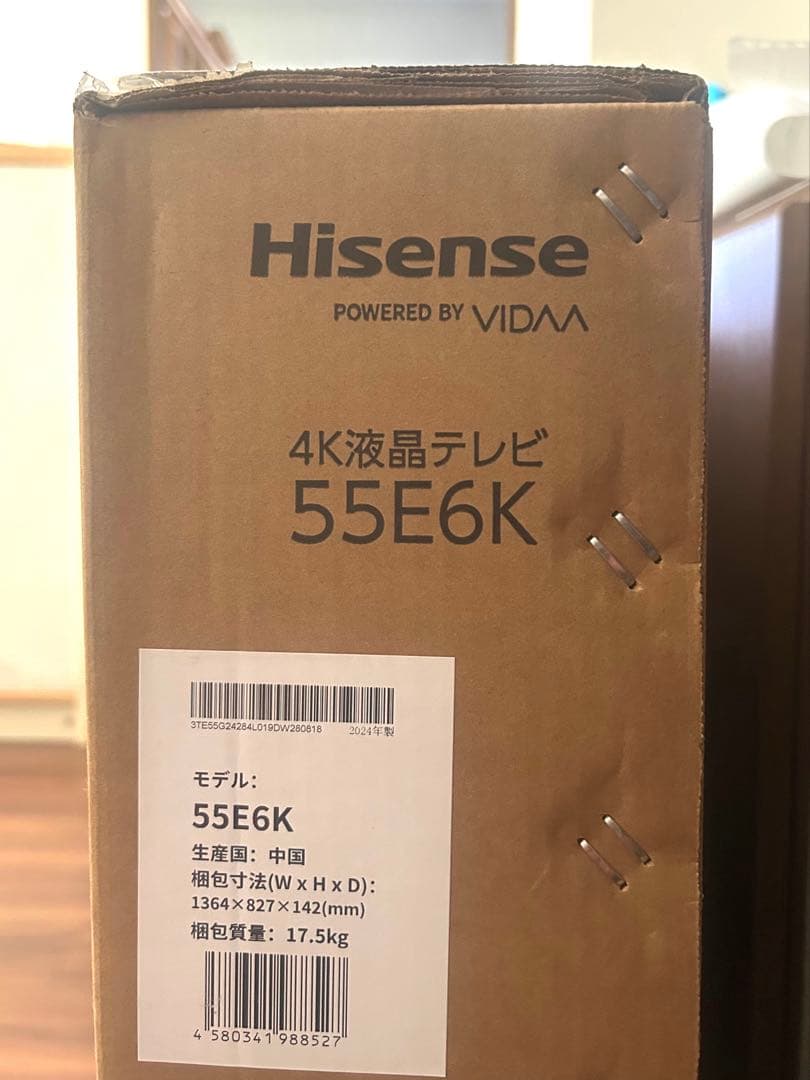 Hisense
POWERED BY VIDAA
4K液晶テレビ
55E6K
3TE55G24284L019DW280818 2024年製
モデル：
55E6K
生産国：中国
梱包寸法(W x H x D)：
1364×827×142(mm)
梱包質量：17.5kg
4 580341 988527